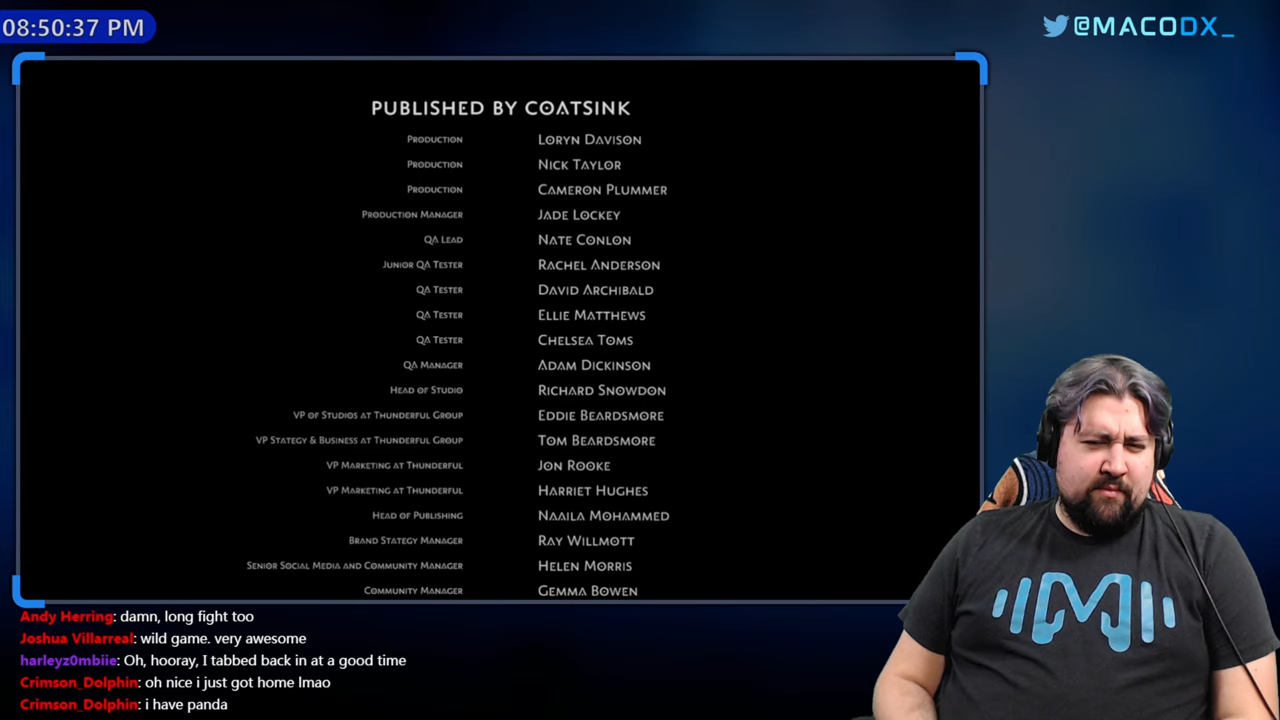 08:50:37 PM
@MACODX_
PUBLISHED BY COATSINK
PRODUCTION LORYN DAVISON
PRODUCTION NICK TAYLOR
PRODUCTION CAMERON PLUMMER
PRODUCTION MANAGER JADE LOCKEY
QA LEAD NATE CONLON
JUNIOR QA TESTER RACHEL ANDERSON
QA TESTER DAVID ARCHIBALD
QA TESTER ELLIE MATTHEWS
QA TESTER CHELSEA TOMS
QA MANAGER ADAM DICKINSON
HEAD OF STUDIO RICHARD SNOWDON
VP OF STUDIOS AT THUNDERFUL GROUP EDDIE BEARDSMORE
VP STATEGY & BUSINESS AT THUNDERFUL GROUP TOM BEARDSMORE
VP MARKETING AT THUNDERFUL JON ROOKE
VP MARKETING AT THUNDERFUL HARRIET HUGHES
HEAD OF PUBLISHING NAAILA MOHAMMED
BRAND STATEGY MANAGER RAY WILLMOTT
SENIOR SOCIAL MEDIA AND COMMUNITY MANAGER HELEN MORRIS
COMMUNITY MANAGER GEMMA BOWEN
Andy Herring: damn, long fight too
Joshua Villarreal: wild game. very awesome
harleyz0mbiie: Oh, hooray, I tabbed back in at a good time
Crimson_Dolphin: oh nice i just got home lmao
Crimson_Dolphin: i have panda